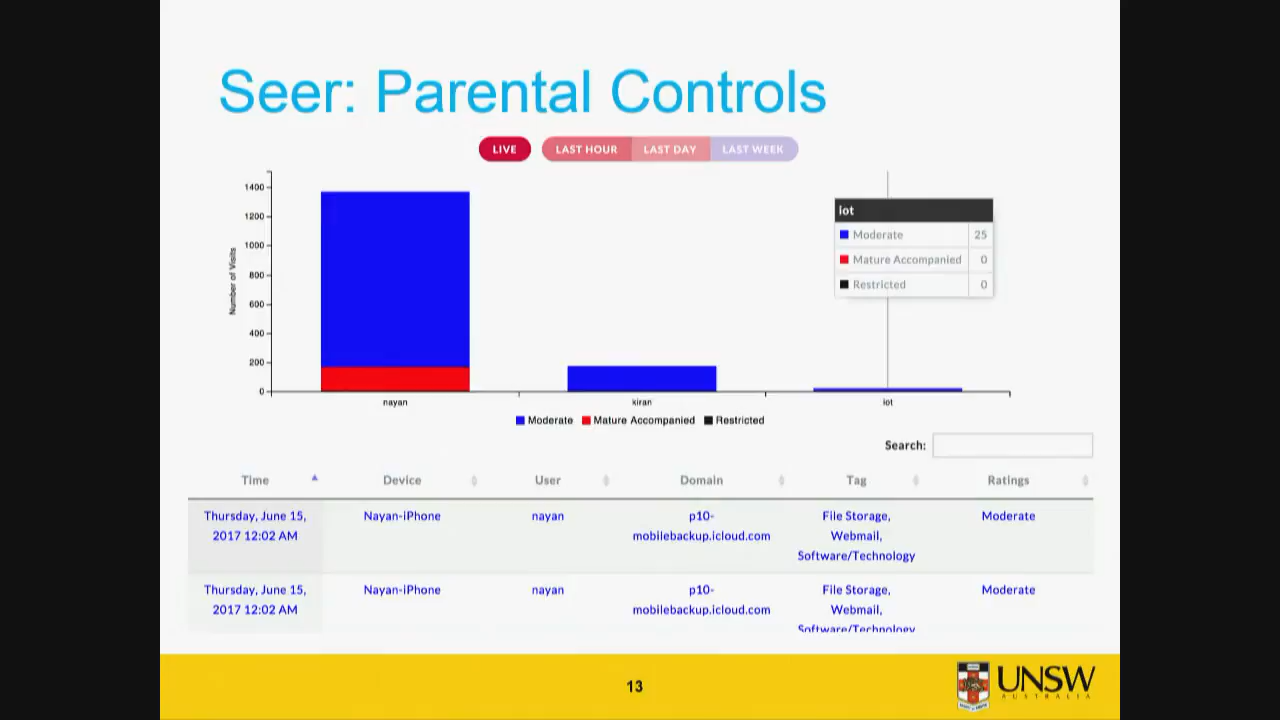 Seer: Parental Controls
LIVE LAST HOUR LAST DAY LAST WEEK
1400
1200
1000
800
600
400
200
0
Number of Visits
iot
Moderate 25
Mature Accompanied 0
Restricted 0
nayan kiran iot
Moderate Mature Accompanied Restricted
Search:
Time Device User Domain Tag Ratings
Thursday, June 15, Nayan-iPhone nayan p10- File Storage, Moderate
2017 12:02 AM mobilebackup.icloud.com Webmail,
Software/Technology
Thursday, June 15, Nayan-iPhone nayan p10- File Storage, Moderate
2017 12:02 AM mobilebackup.icloud.com Webmail,
Software/Technology
13
UNSW
AUSTRALIA